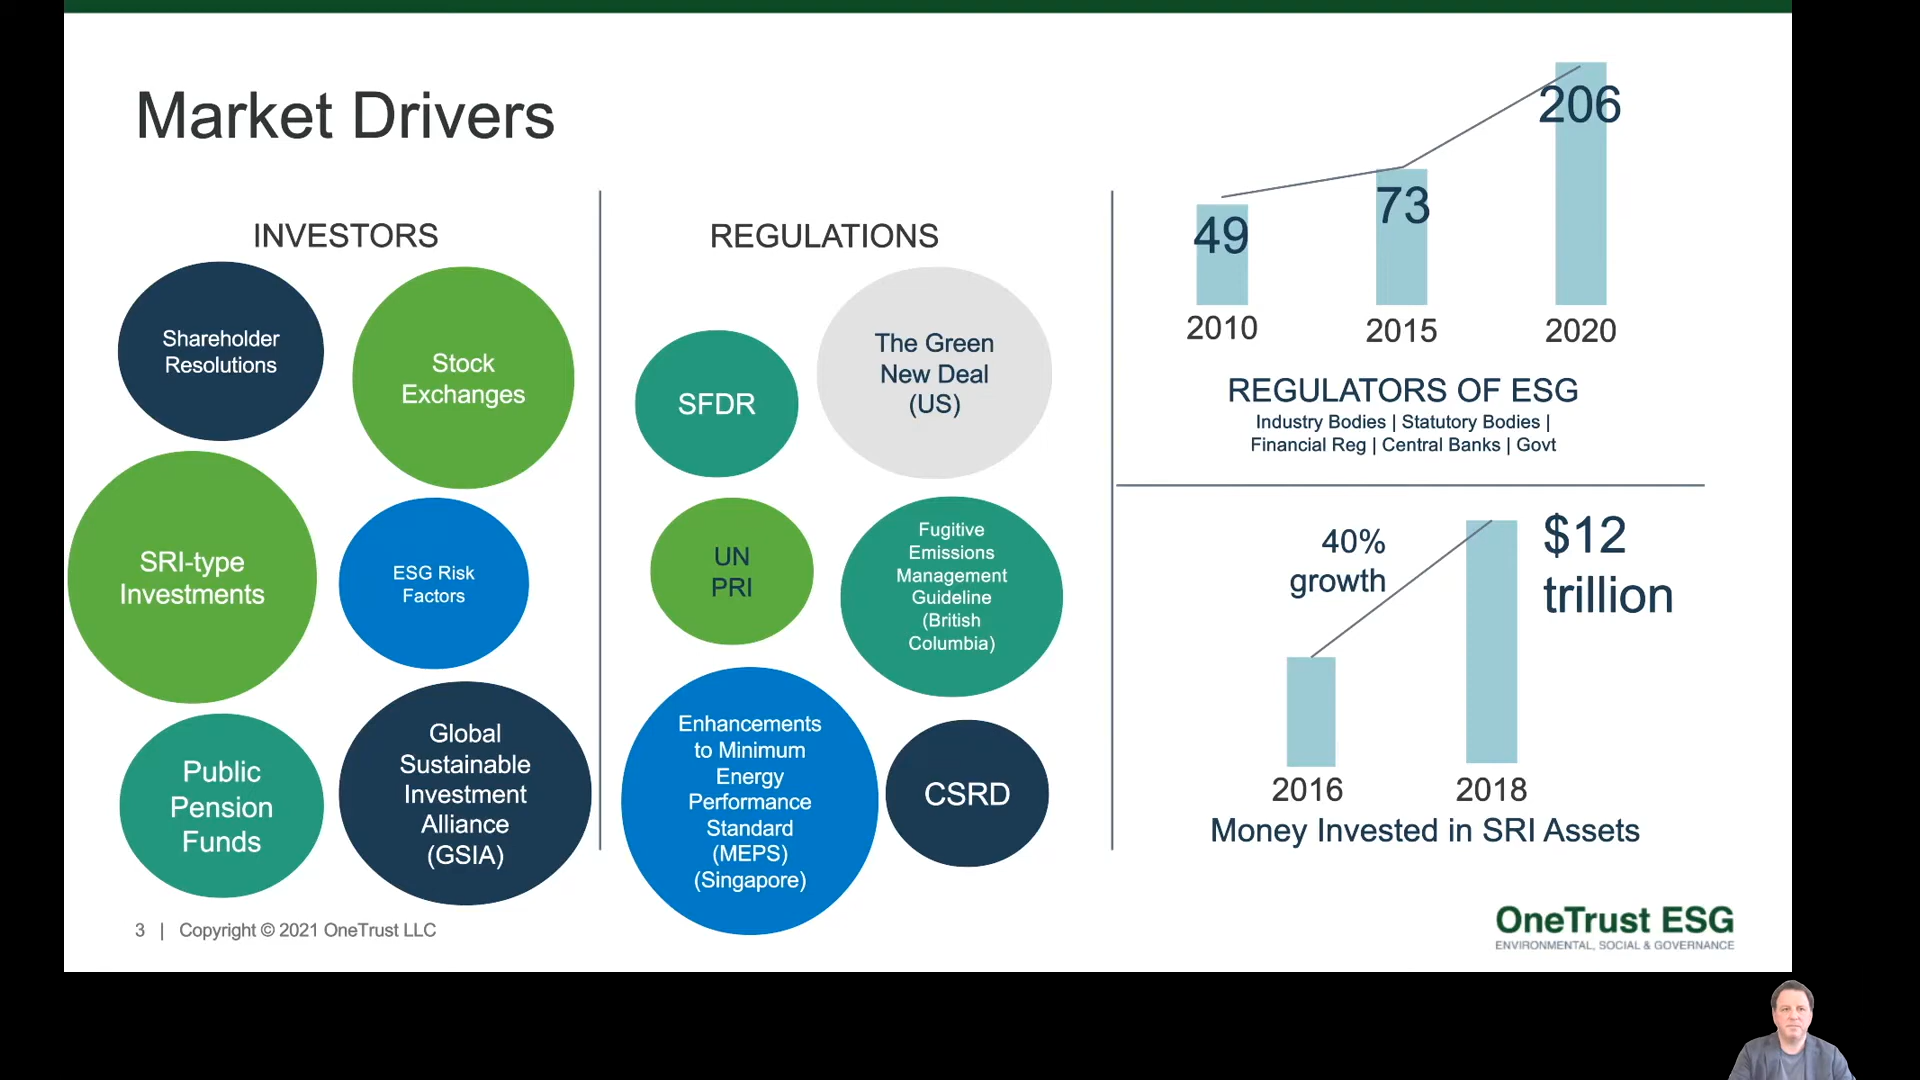 Market Drivers
INVESTORS
Shareholder
Resolutions
Stock
Exchanges
SRI-type
Investments
ESG Risk
Factors
Public
Pension
Funds
Global
Sustainable
Investment
Alliance
(GSIA)
REGULATIONS
SFDR
The Green
New Deal
(US)
UN
PRI
Fugitive
Emissions
Management
Guideline
(British
Columbia)
Enhancements
to Minimum
Energy
Performance
Standard
(MEPS)
(Singapore)
CSRD
49
73
206
2010
2015
2020
REGULATORS OF ESG
Industry Bodies | Statutory Bodies |
Financial Reg | Central Banks | Govt
40%
growth
$12
trillion
2016
2018
Money Invested in SRI Assets
3 | Copyright © 2021 OneTrust LLC
OneTrust ESG
ENVIRONMENTAL, SOCIAL & GOVERNANCE